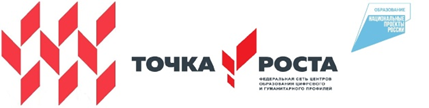 ТОЧКА РОСТА
ФЕДЕРАЛЬНАЯ СЕТЬ ЦЕНТРОВ
ОБРАЗОВАНИЯ ЦИФРОВОГО
И ГУМАНИТАРНОГО ПРОФИЛЕЙ
ОБРАЗОВАНИЕ
НАЦИОНАЛЬНЫЕ
ПРОЕКТЫ
РОССИИ